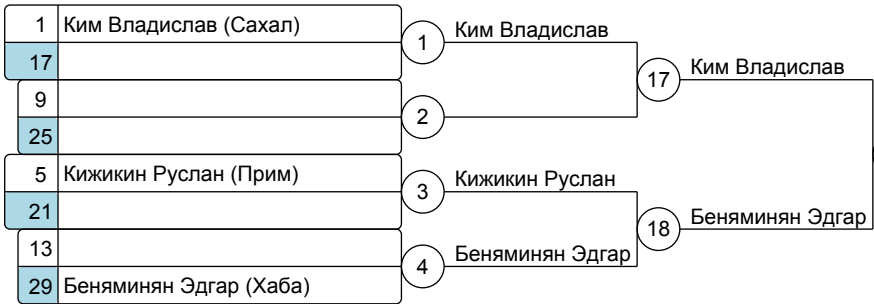 1 Ким Владислав (Сахал)
17
1 Ким Владислав
9
25
2
17 Ким Владислав
5 Кижикин Руслан (Прим)
21
3 Кижикин Руслан
13
29 Беняминян Эдгар (Хаба)
4 Беняминян Эдгар
18 Беняминян Эдгар